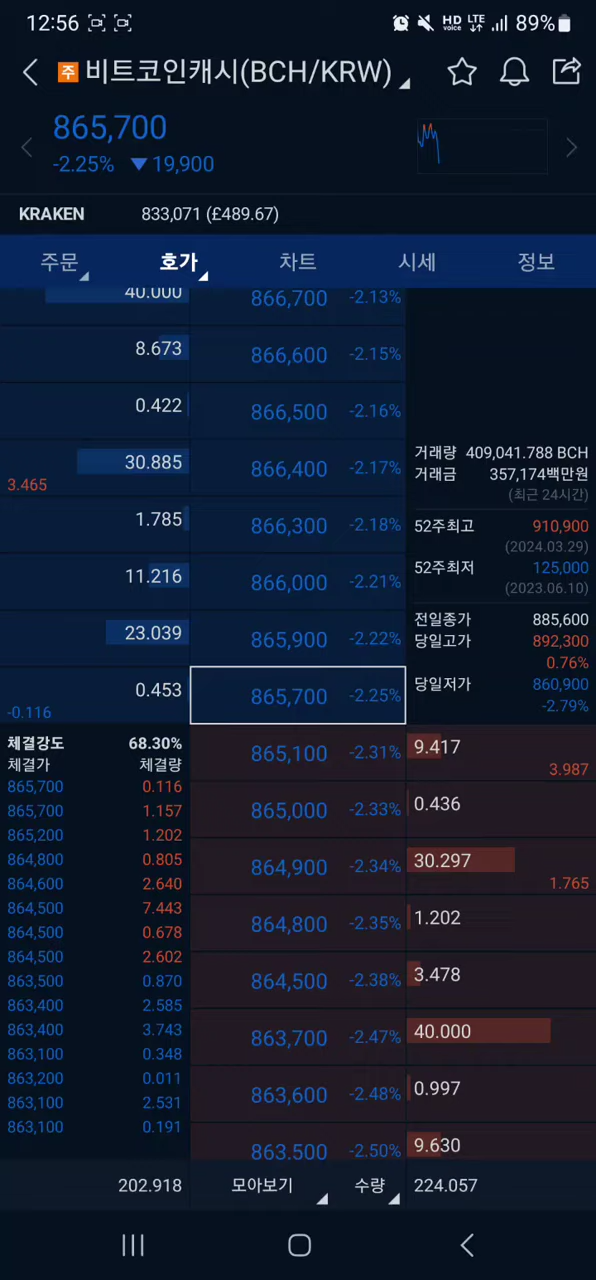 12:56 HD voice LTE 89%
주 비트코인캐시(BCH/KRW)
865,700
-2.25% ▼19,900
KRAKEN 833,071 (£489.67)
주문 호가 차트 시세 정보
40.000 866,700 -2.13%
8.673 866,600 -2.15%
0.422 866,500 -2.16%
30.885 866,400 -2.17%
3.465
1.785 866,300 -2.18%
11.216 866,000 -2.21%
23.039 865,900 -2.22%
0.453 865,700 -2.25%
-0.116
거래량 409,041.788 BCH
거래금 357,174백만원
(최근 24시간)
52주최고 910,900
(2024.03.29)
52주최저 125,000
(2023.06.10)
전일종가 885,600
당일고가 892,300
0.76%
당일저가 860,900
-2.79%
체결강도 68.30%
체결가 체결량
865,700 0.116
865,700 1.157
865,200 1.202
864,800 0.805
864,600 2.640
864,500 7.443
864,500 0.678
864,500 2.602
863,500 0.870
863,400 2.585
863,400 3.743
863,100 0.348
863,200 0.011
863,100 2.531
863,100 0.191
865,100 -2.31% 9.417
3.987
865,000 -2.33% 0.436
864,900 -2.34% 30.297
1.765
864,800 -2.35% 1.202
864,500 -2.38% 3.478
863,700 -2.47% 40.000
863,600 -2.48% 0.997
863,500 -2.50% 9.630
202.918 모아보기 수량 224.057